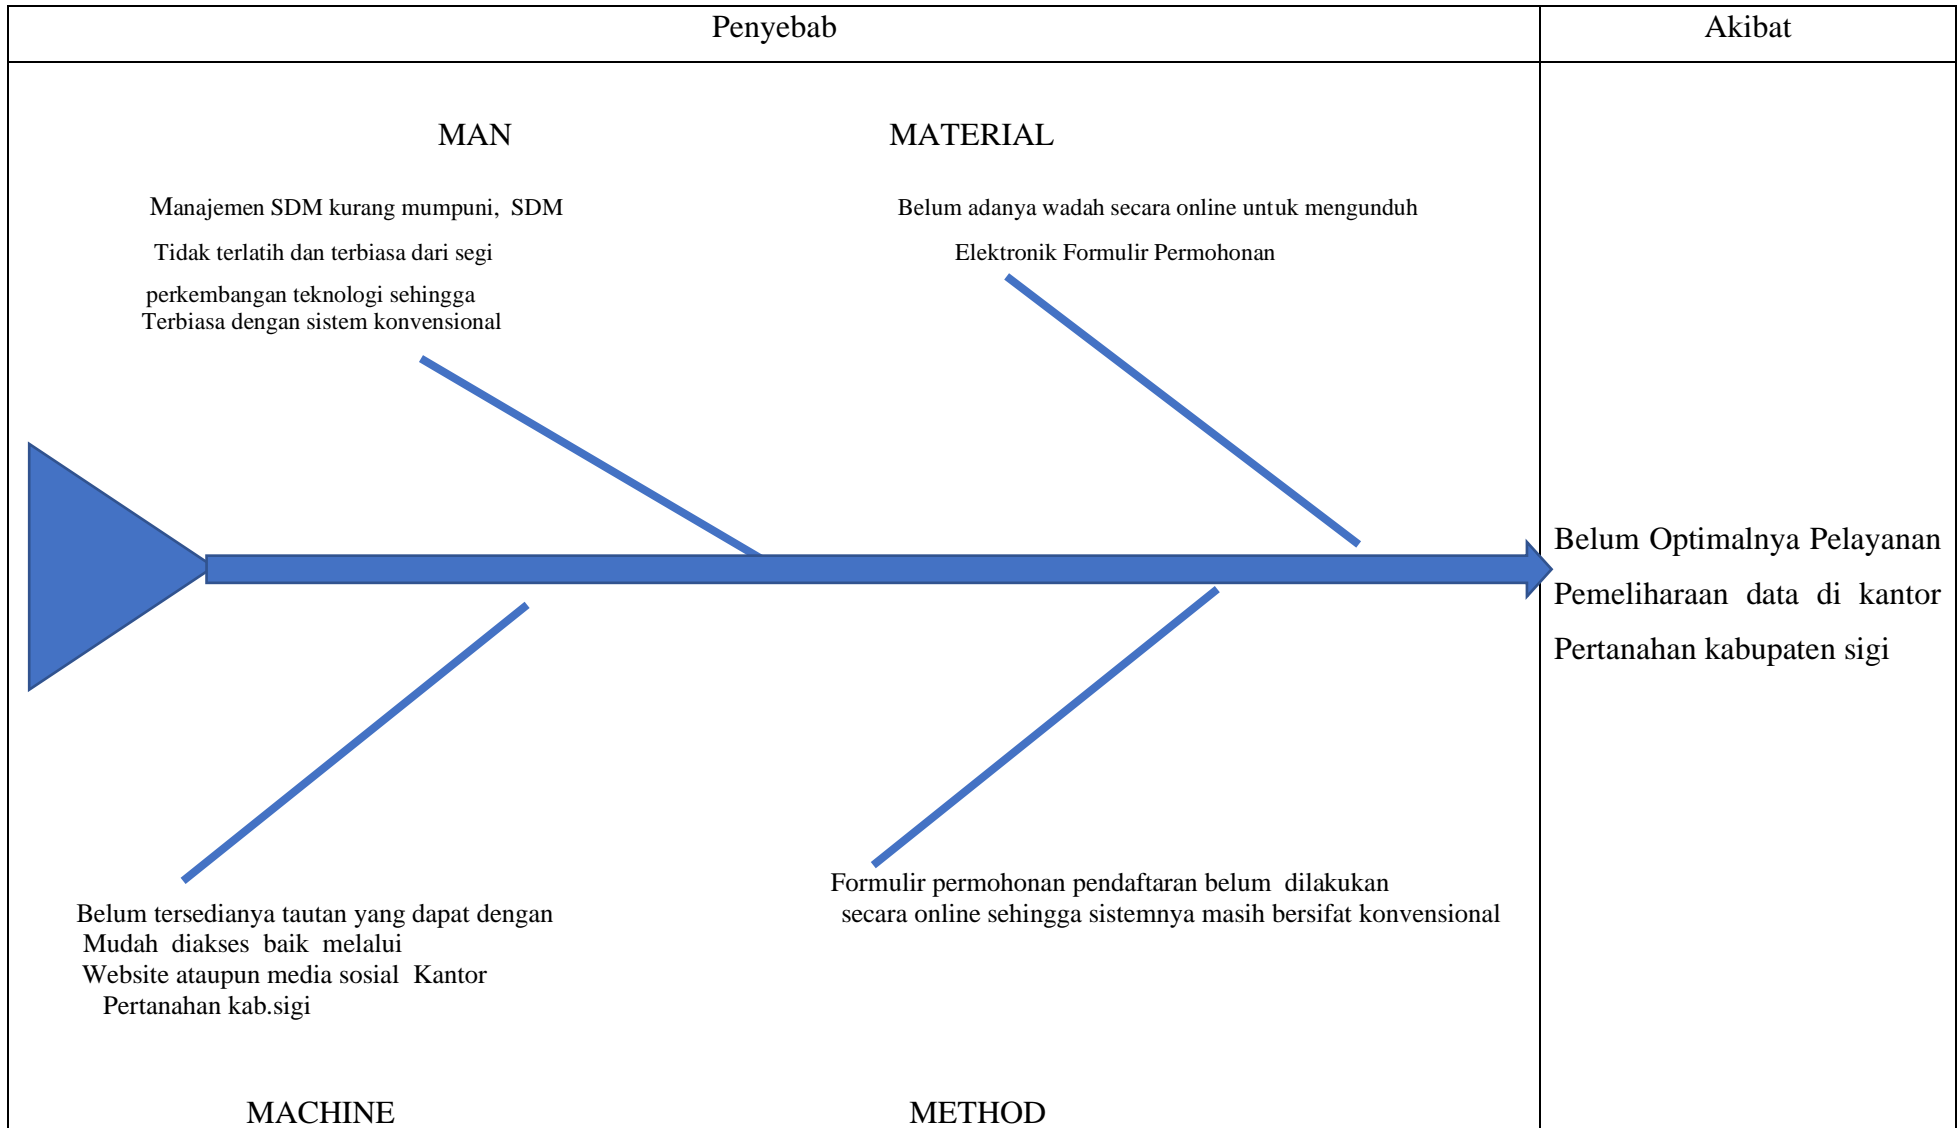 Penyebab
Akibat
MAN
MATERIAL
Manajemen SDM kurang mumpuni, SDM
Tidak terlatih dan terbiasa dari segi
perkembangan teknologi sehingga
Terbiasa dengan sistem konvensional
Belum adanya wadah secara online untuk mengunduh
Elektronik Formulir Permohonan
Belum Optimalnya Pelayanan
Pemeliharaan data di kantor
Pertanahan kabupaten sigi
Belum tersedianya tautan yang dapat dengan
Mudah diakses baik melalui
Website ataupun media sosial Kantor
Pertanahan kab.sigi
Formulir permohonan pendaftaran belum dilakukan
secara online sehingga sistemnya masih bersifat konvensional
MACHINE
METHOD